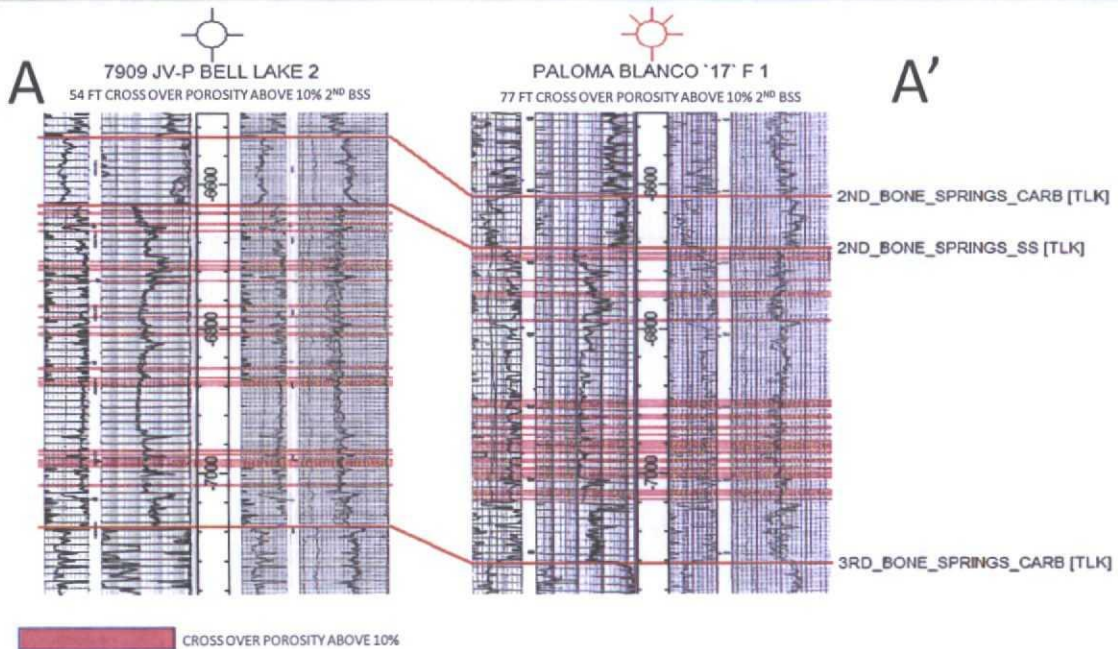 A
7909 JV-P BELL LAKE 2
54 FT CROSS OVER POROSITY ABOVE 10% 2ND BSS
PALOMA BLANCO `17` F 1
77 FT CROSS OVER POROSITY ABOVE 10% 2ND BSS
A'
-6600
-6800
-7000
-6600
-6800
-7000
2ND_BONE_SPRINGS_CARB [TLK]
2ND_BONE_SPRINGS_SS [TLK]
3RD_BONE_SPRINGS_CARB [TLK]
CROSS OVER POROSITY ABOVE 10%